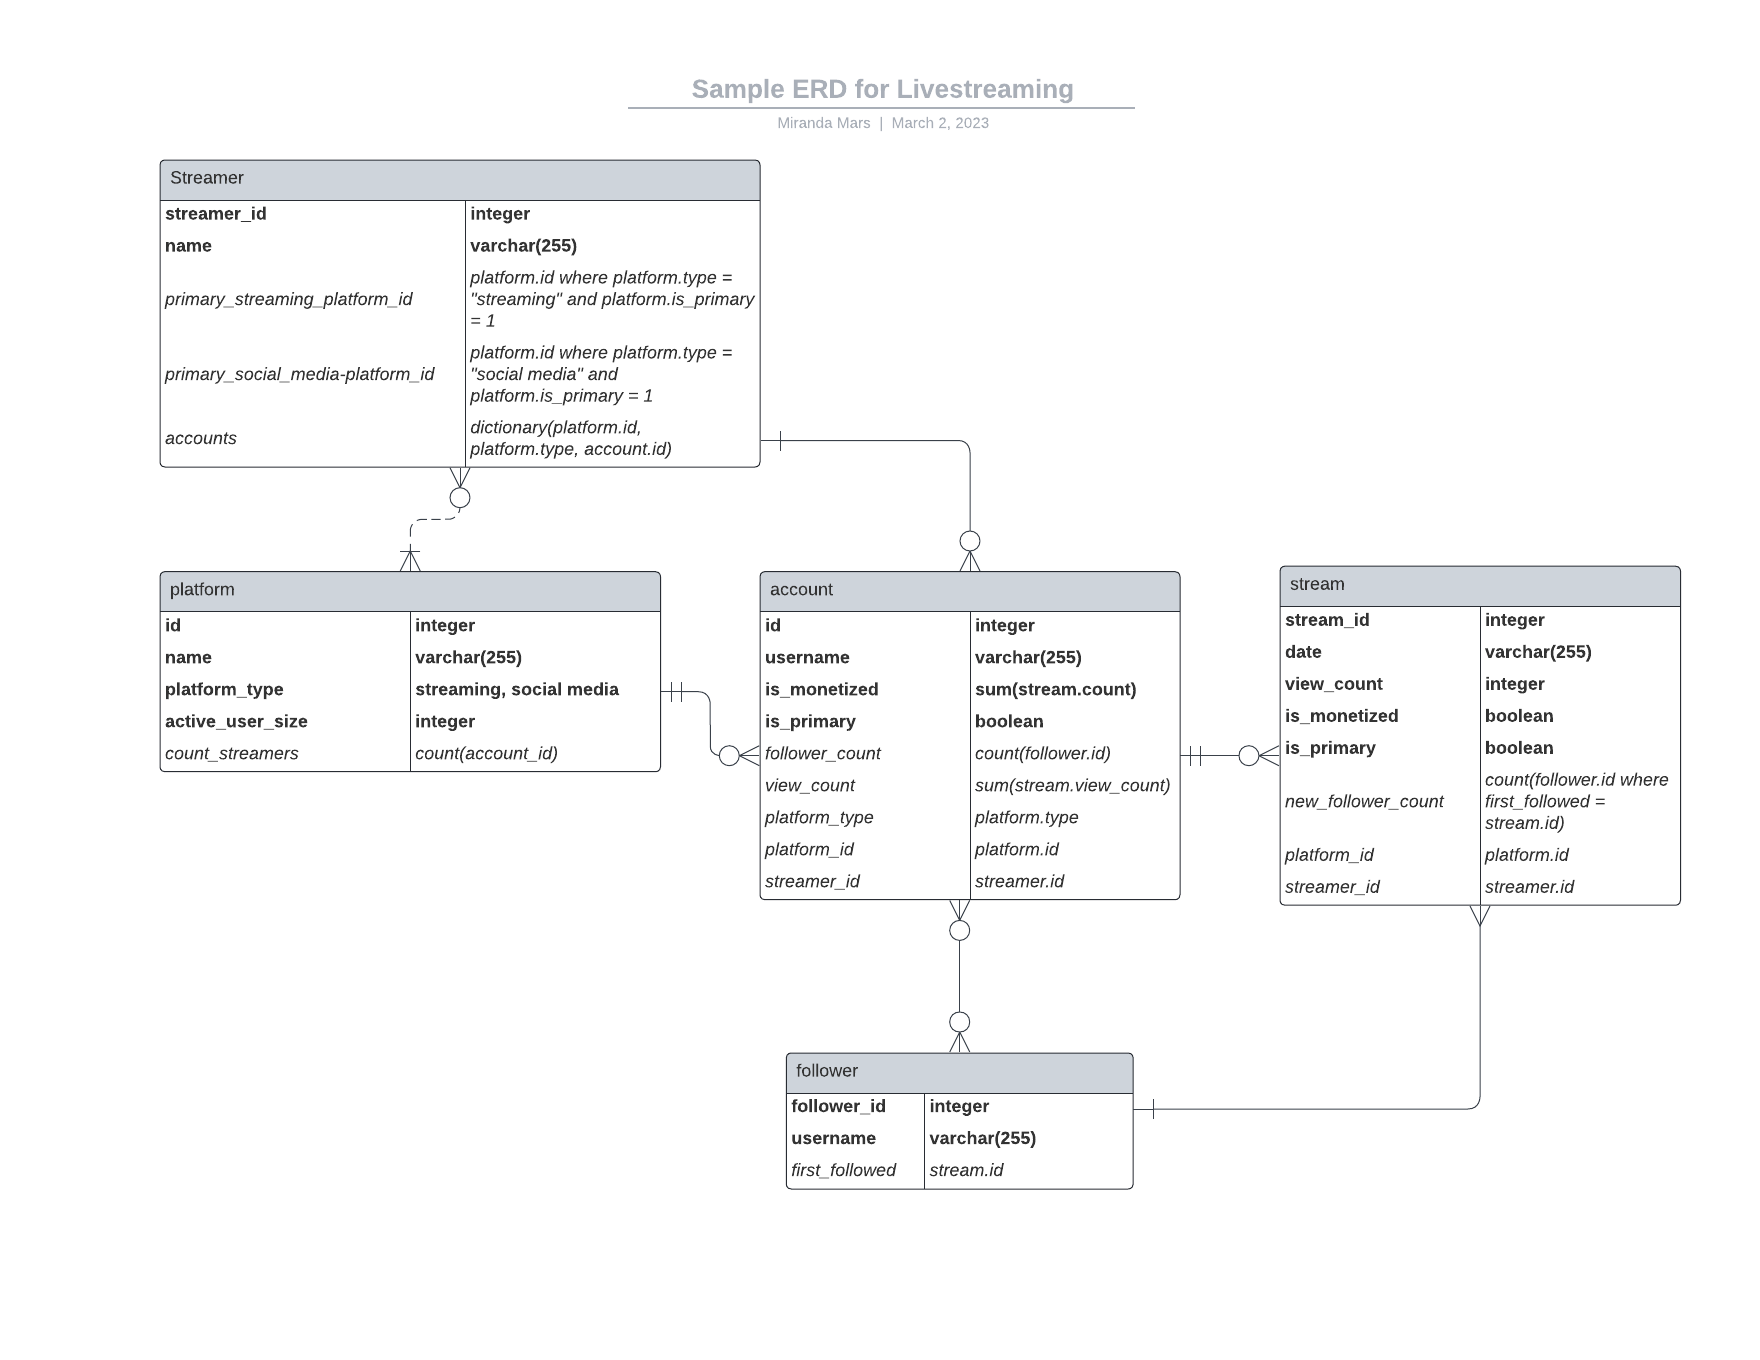 Sample ERD for Livestreaming
Miranda Mars | March 2, 2023
Streamer
streamer_id integer
name varchar(255)
primary_streaming_platform_id
platform.id where platform.type =
"streaming" and platform.is_primary
= 1
primary_social_media-platform_id
platform.id where platform.type =
"social media" and
platform.is_primary = 1
accounts
dictionary(platform.id,
platform.type, account.id)
platform
id integer
name varchar(255)
platform_type streaming, social media
active_user_size integer
count_streamers count(account_id)
account
id integer
username varchar(255)
is_monetized sum(stream.count)
is_primary boolean
follower_count count(follower.id)
view_count sum(stream.view_count)
platform_type platform.type
platform_id platform.id
streamer_id streamer.id
stream
stream_id integer
date varchar(255)
view_count integer
is_monetized boolean
is_primary boolean
new_follower_count
count(follower.id where
first_followed =
stream.id)
platform_id platform.id
streamer_id streamer.id
follower
follower_id integer
username varchar(255)
first_followed stream.id